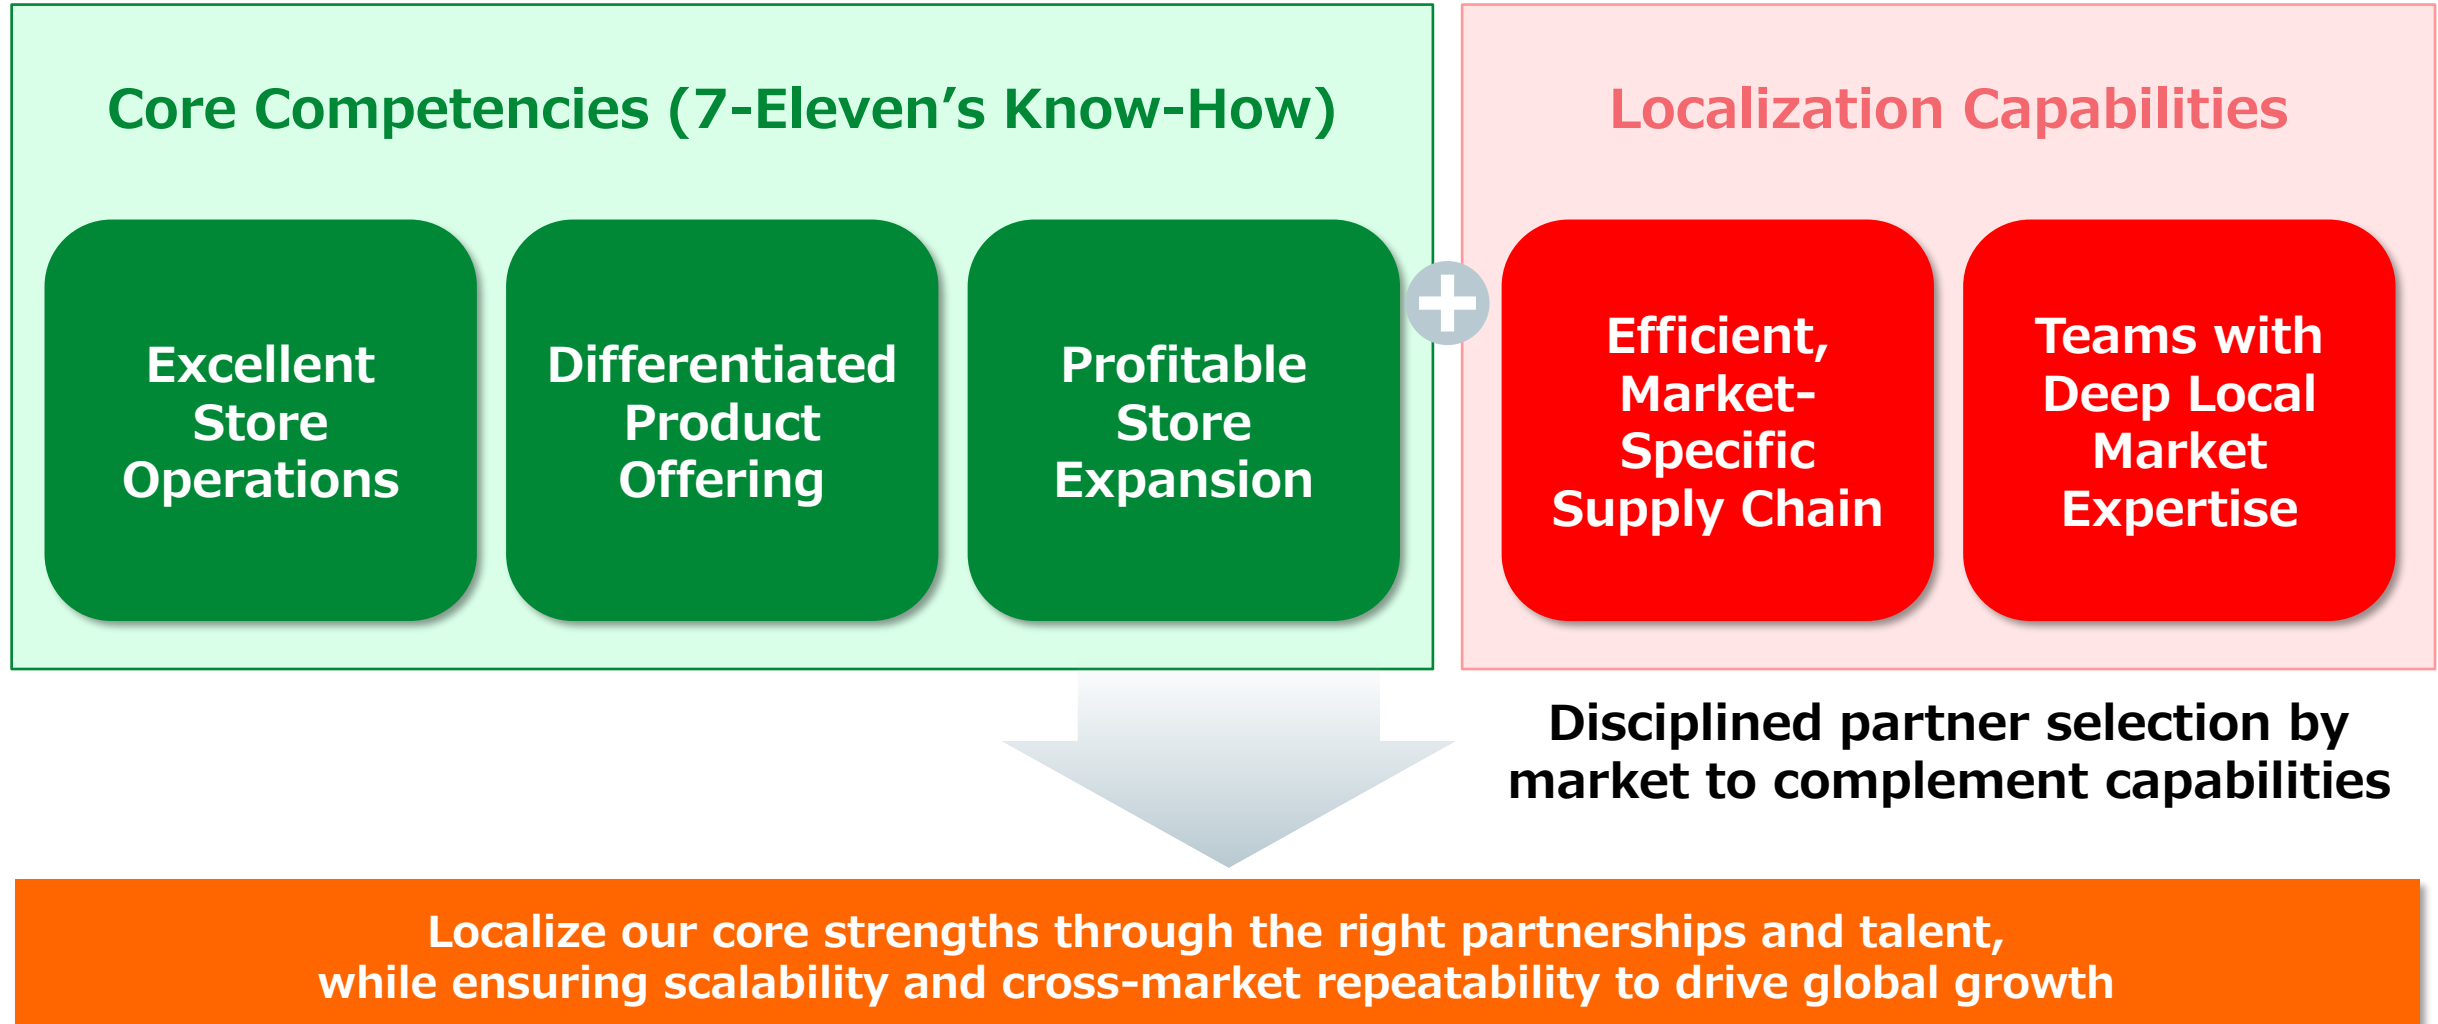 Core Competencies (7-Eleven’s Know-How)
Excellent
Store
Operations
Differentiated
Product
Offering
Profitable
Store
Expansion
Localization Capabilities
Efficient,
Market-
Specific
Supply Chain
Teams with
Deep Local
Market
Expertise
Disciplined partner selection by
market to complement capabilities
Localize our core strengths through the right partnerships and talent,
while ensuring scalability and cross-market repeatability to drive global growth